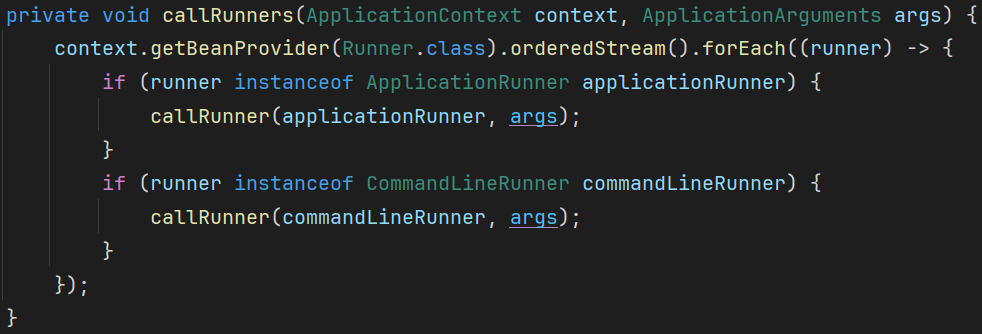 private void callRunners(ApplicationContext context, ApplicationArguments args) {
    context.getBeanProvider(Runner.class).orderedStream().forEach((runner) -> {
        if (runner instanceof ApplicationRunner applicationRunner) {
            callRunner(applicationRunner, args);
        }
        if (runner instanceof CommandLineRunner commandLineRunner) {
            callRunner(commandLineRunner, args);
        }
    });
}